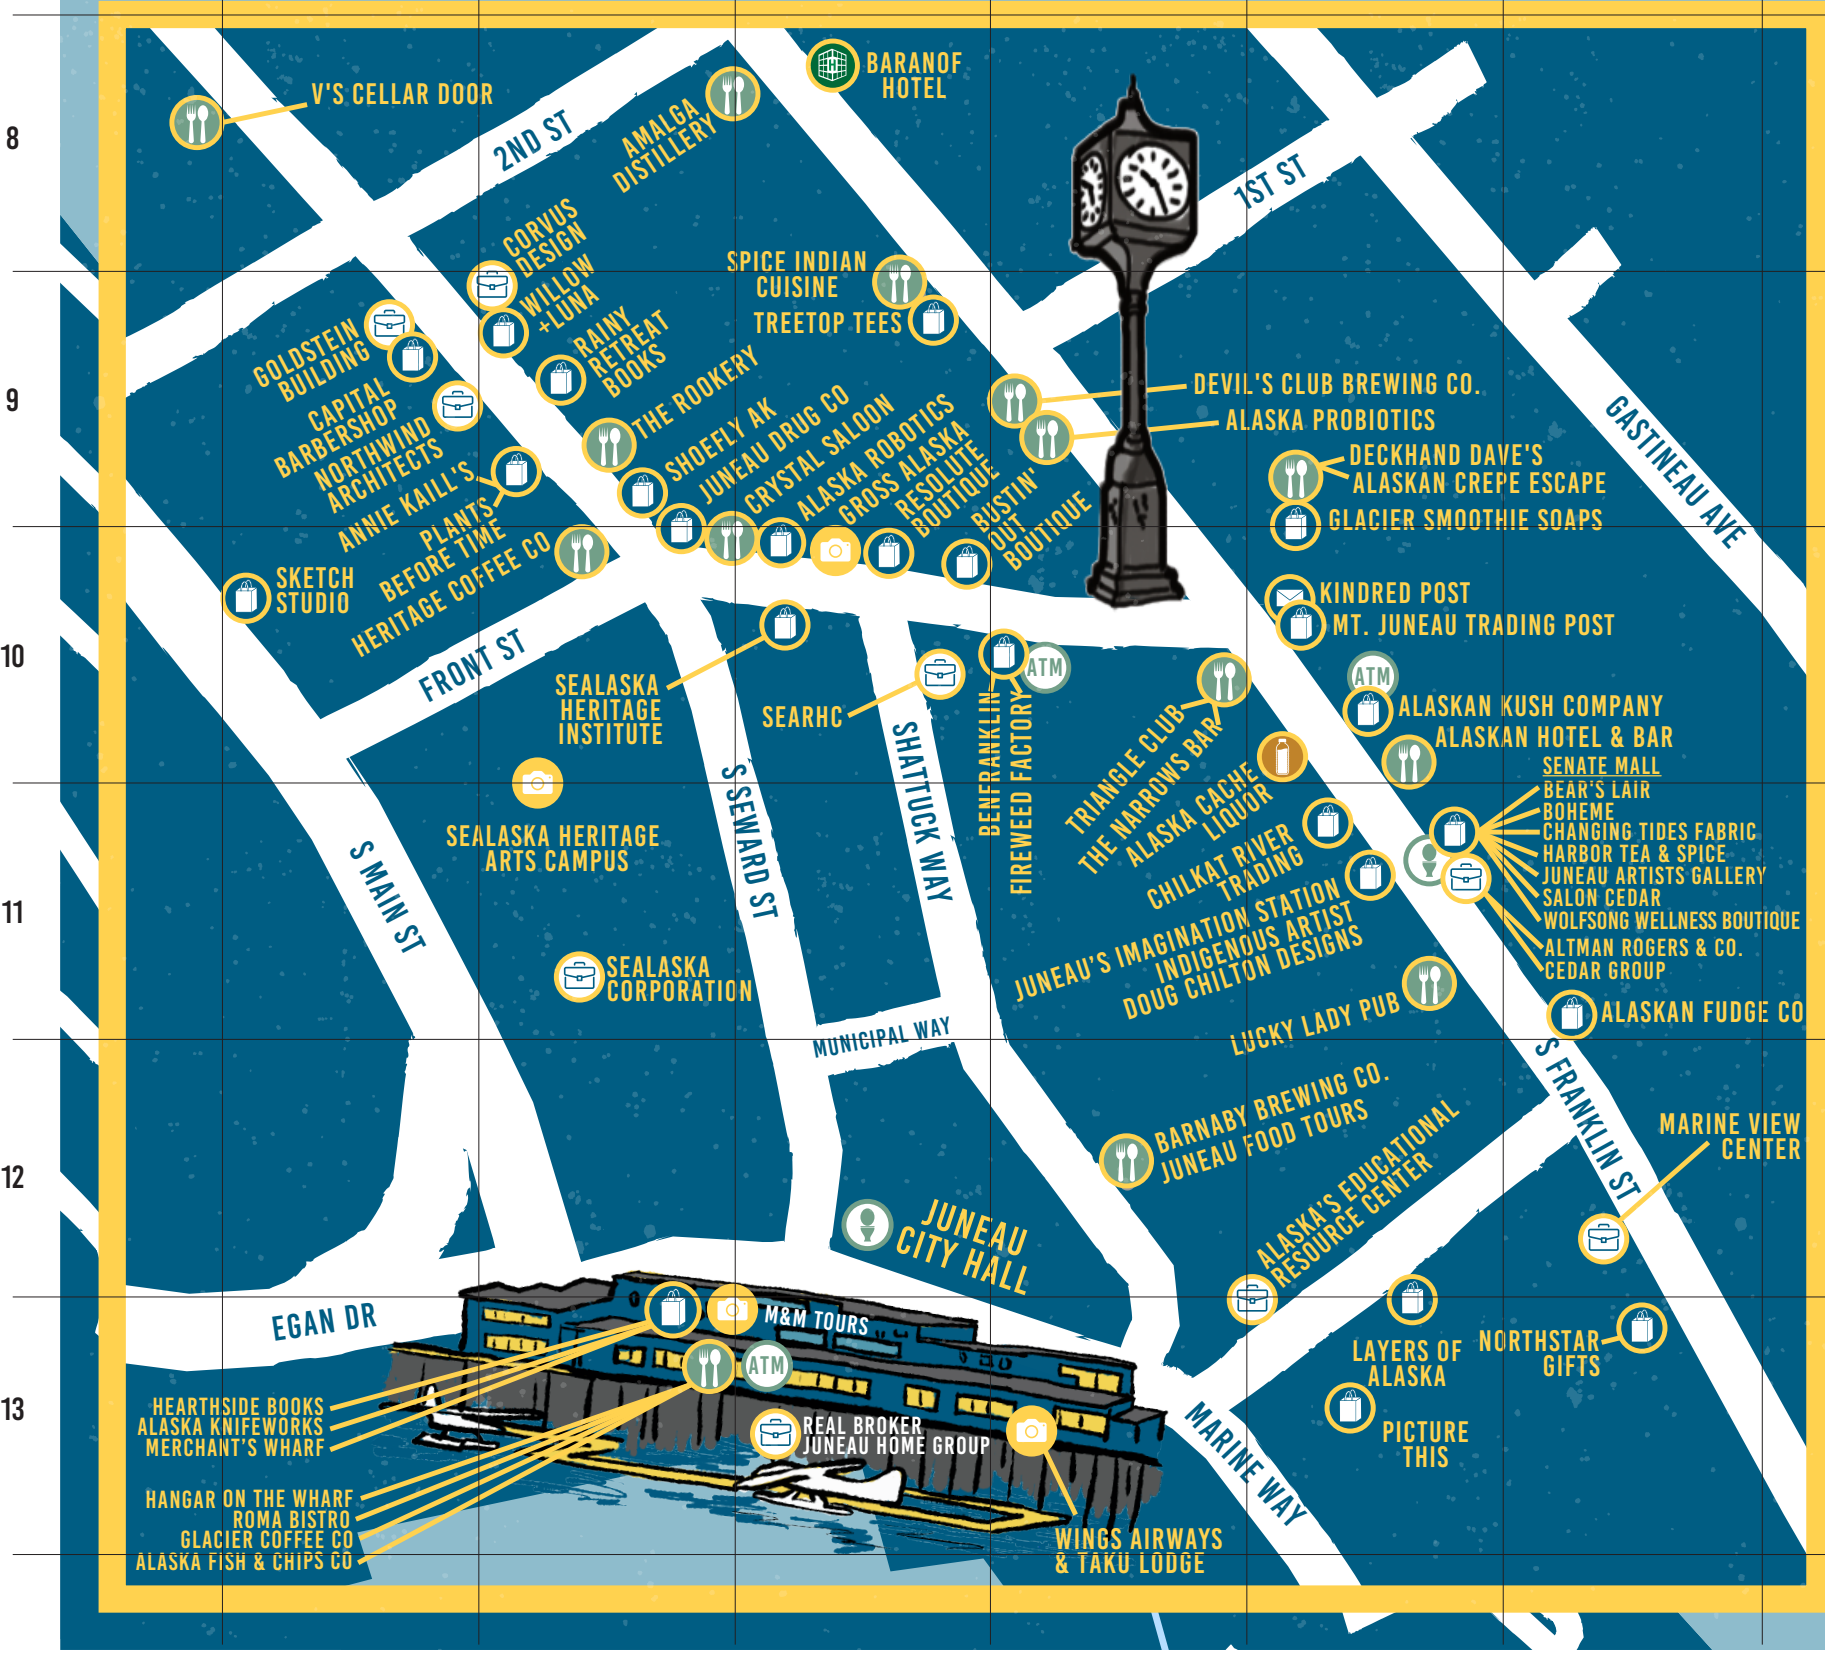 8
9
10
11
12
13
V'S CELLAR DOOR
2ND ST
AMALGA
DISTILLERY
BARANOF
HOTEL
1ST ST
CORVUS
DESIGN
WILLOW
+LUNA
RAINY
RETREAT
BOOKS
GOLDSTEIN
BUILDING
CAPITAL
BARBERSHOP
NORTHWIND
ARCHITECTS
ANNIE KAILL'S
PLANTS
BEFORE TIME
HERITAGE COFFEE CO
SKETCH
STUDIO
SPICE INDIAN
CUISINE
TREETOP TEES
THE ROOKERY
SHOEFLY AK
JUNEAU DRUG CO
CRYSTAL SALOON
ALASKA ROBOTICS
GROSS ALASKA
RESOLUTE
BOUTIQUE
BUSTIN'
OUT
BOUTIQUE
DEVIL'S CLUB BREWING CO.
ALASKA PROBIOTICS
DECKHAND DAVE'S
ALASKAN CREPE ESCAPE
GLACIER SMOOTHIE SOAPS
GASTINEAU AVE
KINDRED POST
MT. JUNEAU TRADING POST
ATM
ALASKAN KUSH COMPANY
ALASKAN HOTEL & BAR
SENATE MALL
BEAR'S LAIR
BOHEME
CHANGING TIDES FABRIC
HARBOR TEA & SPICE
JUNEAU ARTISTS GALLERY
SALON CEDAR
WOLFSONG WELLNESS BOUTIQUE
ALTMAN ROGERS & CO.
CEDAR GROUP
ALASKAN FUDGE CO
FRONT ST
SEALASKA
HERITAGE
INSTITUTE
SEARHC
BENFRANKLIN
FIREWEED FACTORY
ATM
TRIANGLE CLUB
THE NARROWS BAR
ALASKA CACHE
LIQUOR
CHILKAT RIVER
TRADING
JUNEAU'S IMAGINATION STATION
INDIGENOUS ARTIST
DOUG CHILTON DESIGNS
LUCKY LADY PUB
SEALASKA HERITAGE
ARTS CAMPUS
S MAIN ST
S SEWARD ST
SHATTUCK WAY
SEALASKA
CORPORATION
MUNICIPAL WAY
S FRANKLIN ST
BARNABY BREWING CO.
JUNEAU FOOD TOURS
ALASKA'S EDUCATIONAL
RESOURCE CENTER
MARINE VIEW
CENTER
JUNEAU
CITY HALL
EGAN DR
M&M TOURS
ATM
LAYERS OF
ALASKA
NORTHSTAR
GIFTS
PICTURE
THIS
HEARTHSIDE BOOKS
ALASKA KNIFEWORKS
MERCHANT'S WHARF
REAL BROKER
JUNEAU HOME GROUP
MARINE WAY
HANGAR ON THE WHARF
ROMA BISTRO
GLACIER COFFEE CO
ALASKA FISH & CHIPS CO
WINGS AIRWAYS
& TAKU LODGE